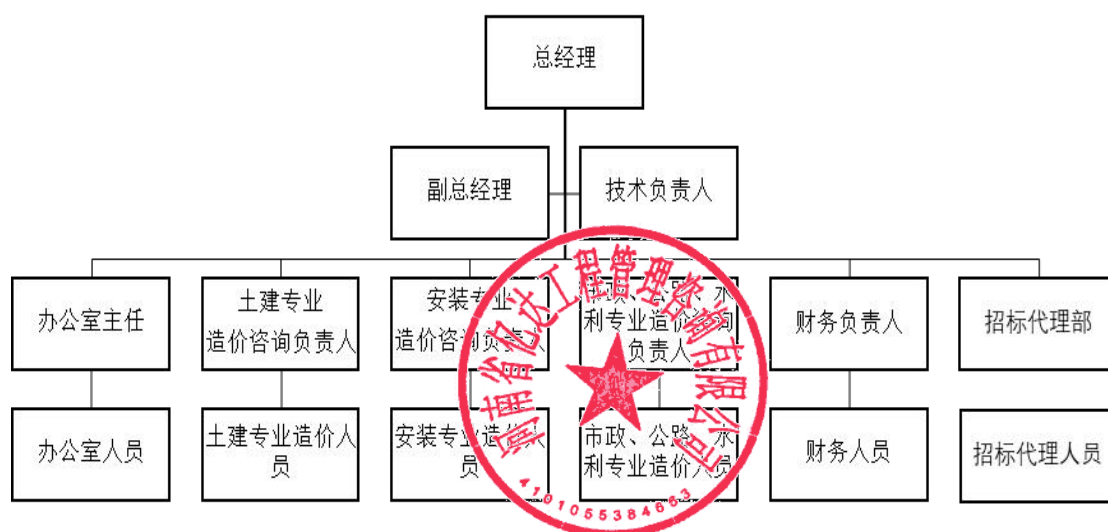 总经理
副总经理
技术负责人
办公室主任
土建专业
造价咨询负责人
安装专业
造价咨询负责人
市政、公路、水
利专业造价咨询
负责人
财务负责人
招标代理部
办公室人员
土建专业造价人
员
安装专业造价人
员
市政、公路、水
利专业造价人员
财务人员
招标代理人员
河南省亿达工程管理咨询有限公司
4101055384663